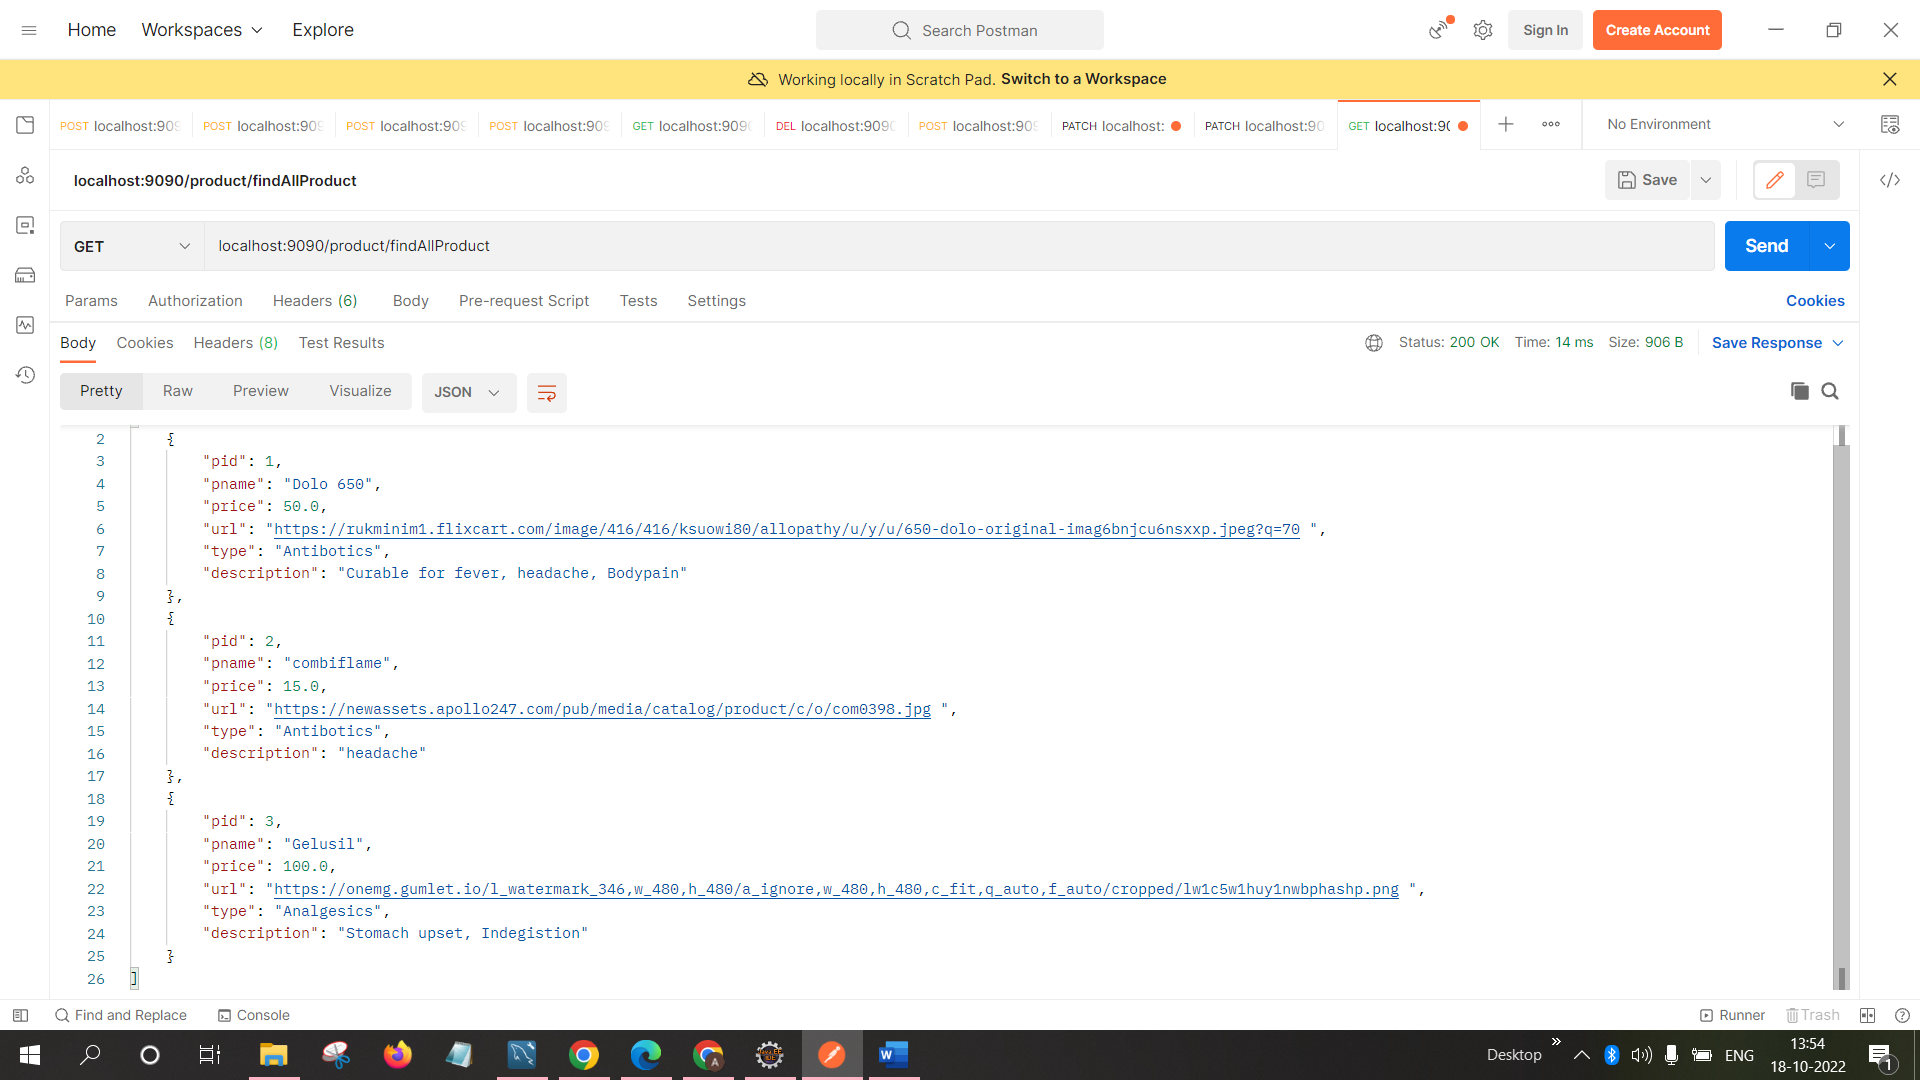 Home Workspaces Explore Search Postman Sign In Create Account
Working locally in Scratch Pad. Switch to a Workspace
POST localhost:909 POST localhost:909 POST localhost:909 POST localhost:909 GET localhost:9090 DEL localhost:9090 POST localhost:909 PATCH localhost: PATCH localhost:90 GET localhost:90 No Environment
localhost:9090/product/findAllProduct Save
GET localhost:9090/product/findAllProduct Send
Params Authorization Headers (6) Body Pre-request Script Tests Settings Cookies
Body Cookies Headers (8) Test Results Status: 200 OK Time: 14 ms Size: 906 B Save Response
Pretty Raw Preview Visualize JSON
2 {
3 "pid": 1,
4 "pname": "Dolo 650",
5 "price": 50.0,
6 "url": "https://rukminim1.flixcart.com/image/416/416/ksuowi80/allopathy/u/y/u/650-dolo-original-imag6bnjcu6nsxxp.jpeg?q=70 ",
7 "type": "Antibotics",
8 "description": "Curable for fever, headache, Bodypain"
9 },
10 {
11 "pid": 2,
12 "pname": "combiflame",
13 "price": 15.0,
14 "url": "https://newassets.apollo247.com/pub/media/catalog/product/c/o/com0398.jpg ",
15 "type": "Antibotics",
16 "description": "headache"
17 },
18 {
19 "pid": 3,
20 "pname": "Gelusil",
21 "price": 100.0,
22 "url": "https://onemg.gumlet.io/l_watermark_346,w_480,h_480/a_ignore,w_480,h_480,c_fit,q_auto,f_auto/cropped/lw1c5w1huy1nwbphashp.png ",
23 "type": "Analgesics",
24 "description": "Stomach upset, Indegistion"
25 }
26 ]
Find and Replace Console Runner Trash
Desktop ENG 13:54
18-10-2022 1